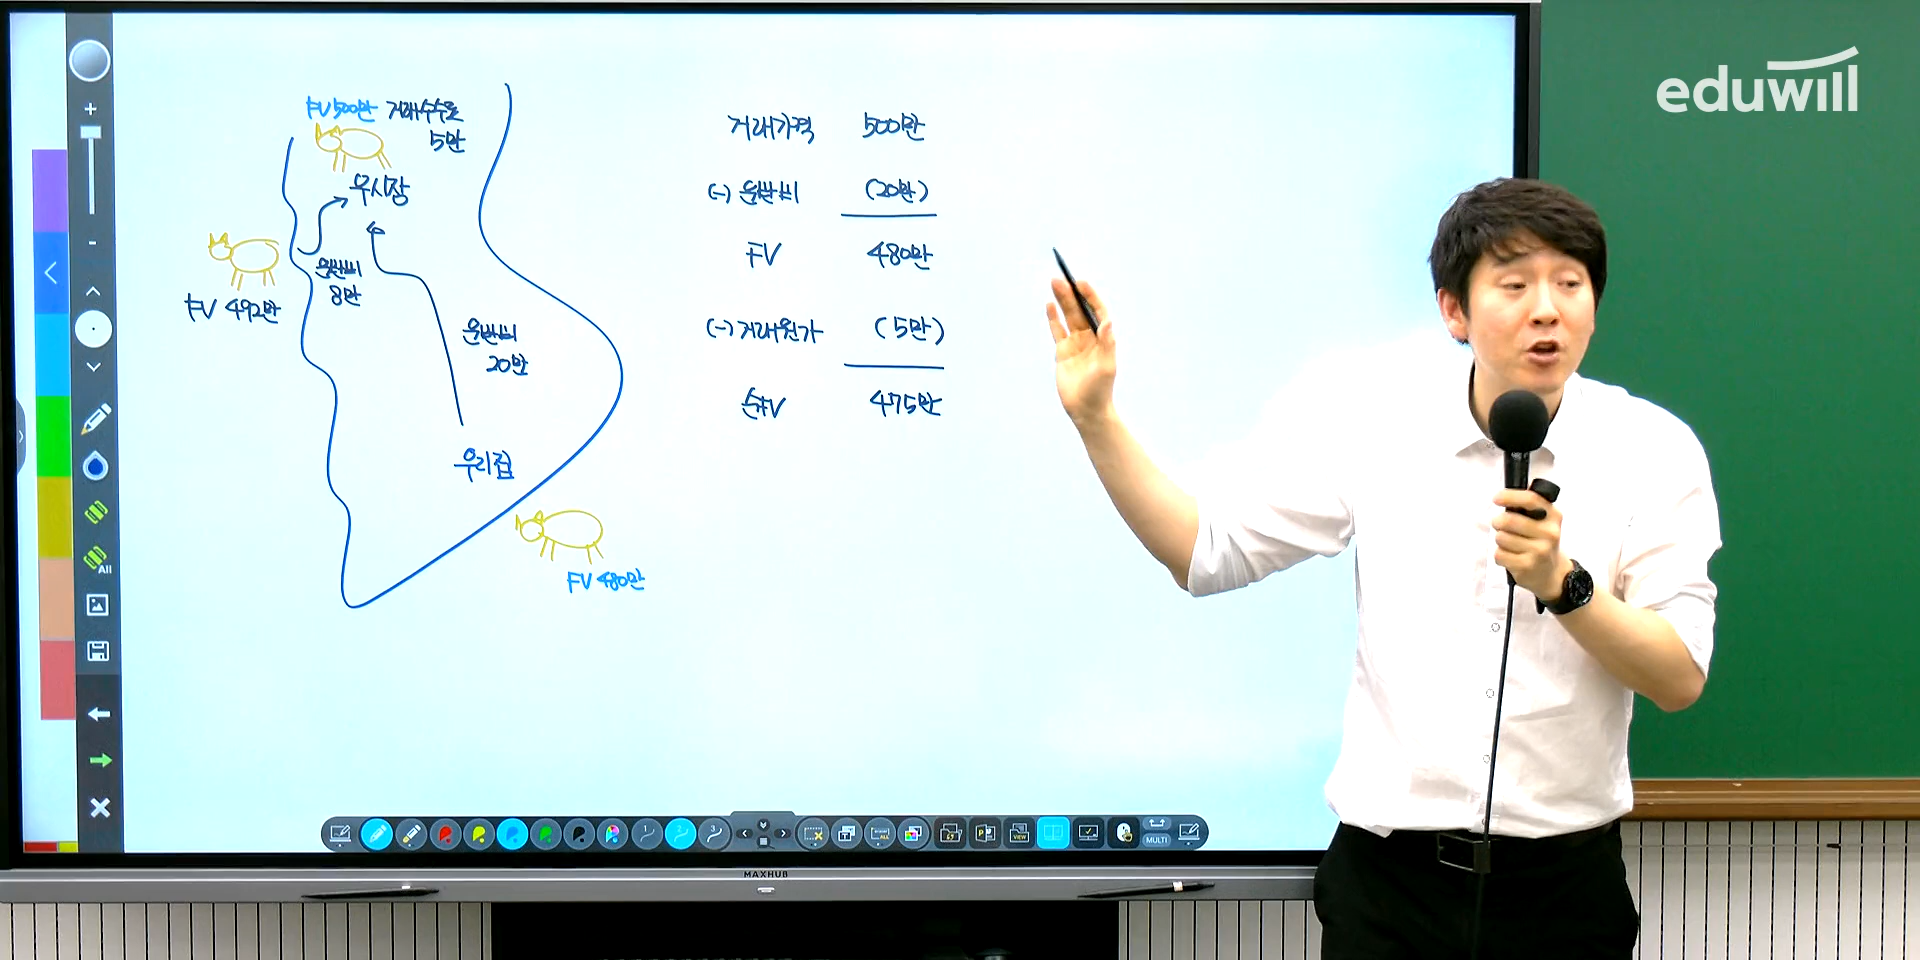 FV 500만 거래수수료
5만
우시장
운반비
8만
FV 492만
운반비
20만
우리집
FV 480만
거래가격 500만
(-) 운반비 (20만)
FV 480만
(-) 거래원가 (5만)
순FV 475만
eduwill
All
MAXHUB
MULTI